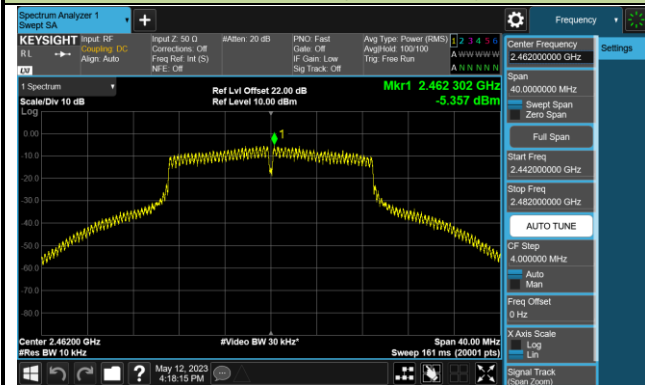 Spectrum Analyzer 1
Swept SA
Frequency
KEYSIGHT
Input: RF
Coupling: DC
Align: Auto
Input Z: 50 Ω
Corrections: Off
Freq Ref: Int (S)
NFE: Off
#Atten: 20 dB
PNO: Fast
Gate: Off
IF Gain: Low
Sig Track: Off
Avg Type: Power (RMS)
Avg|Hold: 100/100
Trig: Free Run
1 2 3 4 5 6
A W W W W W
A N N N N N
R L
LXI
1 Spectrum
Scale/Div 10 dB
Log
Ref Lvl Offset 22.00 dB
Ref Level 10.00 dBm
Mkr1 2.462 302 GHz
-5.357 dBm
1
0.00
-10.0
-20.0
-30.0
-40.0
-50.0
-60.0
-70.0
-80.0
Center 2.46200 GHz
#Res BW 10 kHz
#Video BW 30 kHz*
Span 40.00 MHz
Sweep 161 ms (20001 pts)
May 12, 2023
4:18:15 PM
?
Settings
Center Frequency
2.462000000 GHz
Span
40.0000000 MHz
Swept Span
Zero Span
Full Span
Start Freq
2.442000000 GHz
Stop Freq
2.482000000 GHz
AUTO TUNE
CF Step
4.000000 MHz
Auto
Man
Freq Offset
0 Hz
X Axis Scale
Log
Lin
Signal Track
(Span Zoom)